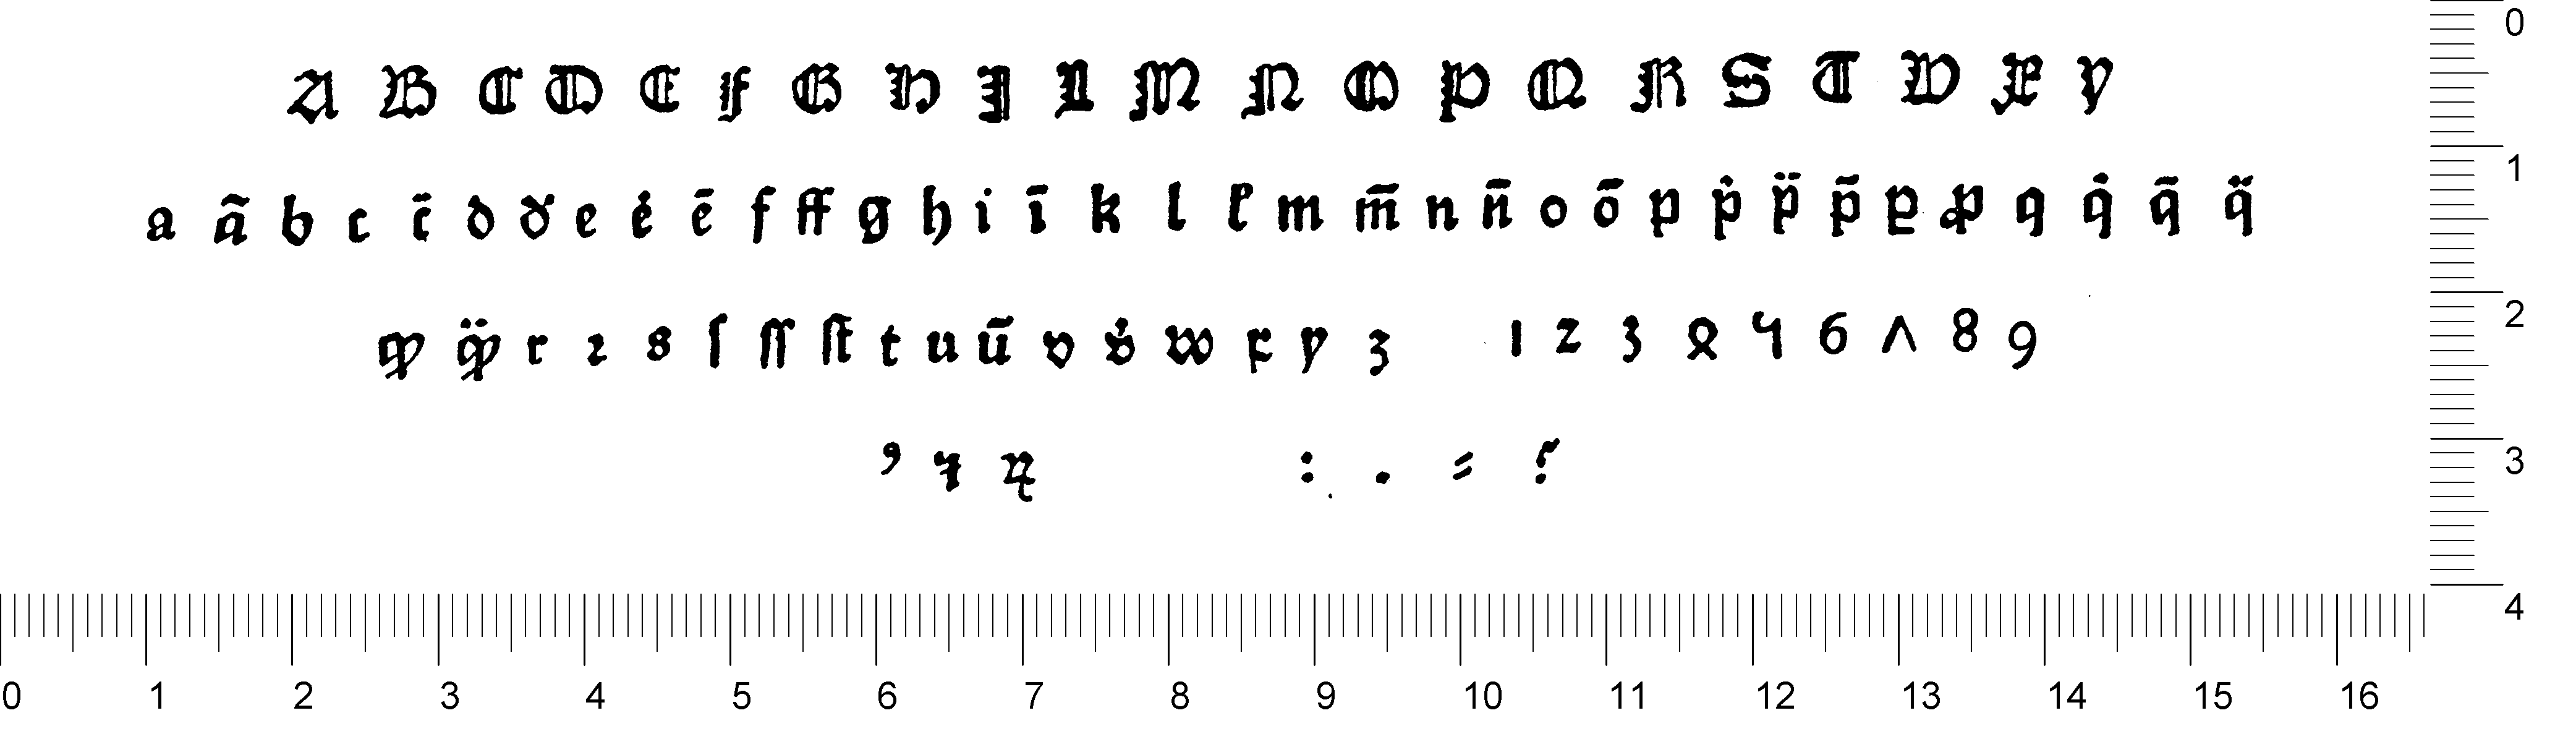 A B C D E F G H I L M N O P Q R S T V X Y
a ã b c c̄ d dᷣ e ė ē f ff g h i ī k l ł m m̄ n n̄ o ō p ṗ p̈ p̄ ꝑ ꝓ q q̇ q̄ q̈
ꝙ ꝙ̈ r ꝛ s ſ ſſ ſt t u ū v v̇ w x y z 1 2 3 4 5 6 7 8 9
ꝰ ⁊ ꝝ : . = ?
0 1 2 3 4 5 6 7 8 9 10 11 12 13 14 15 16
0
1
2
3
4